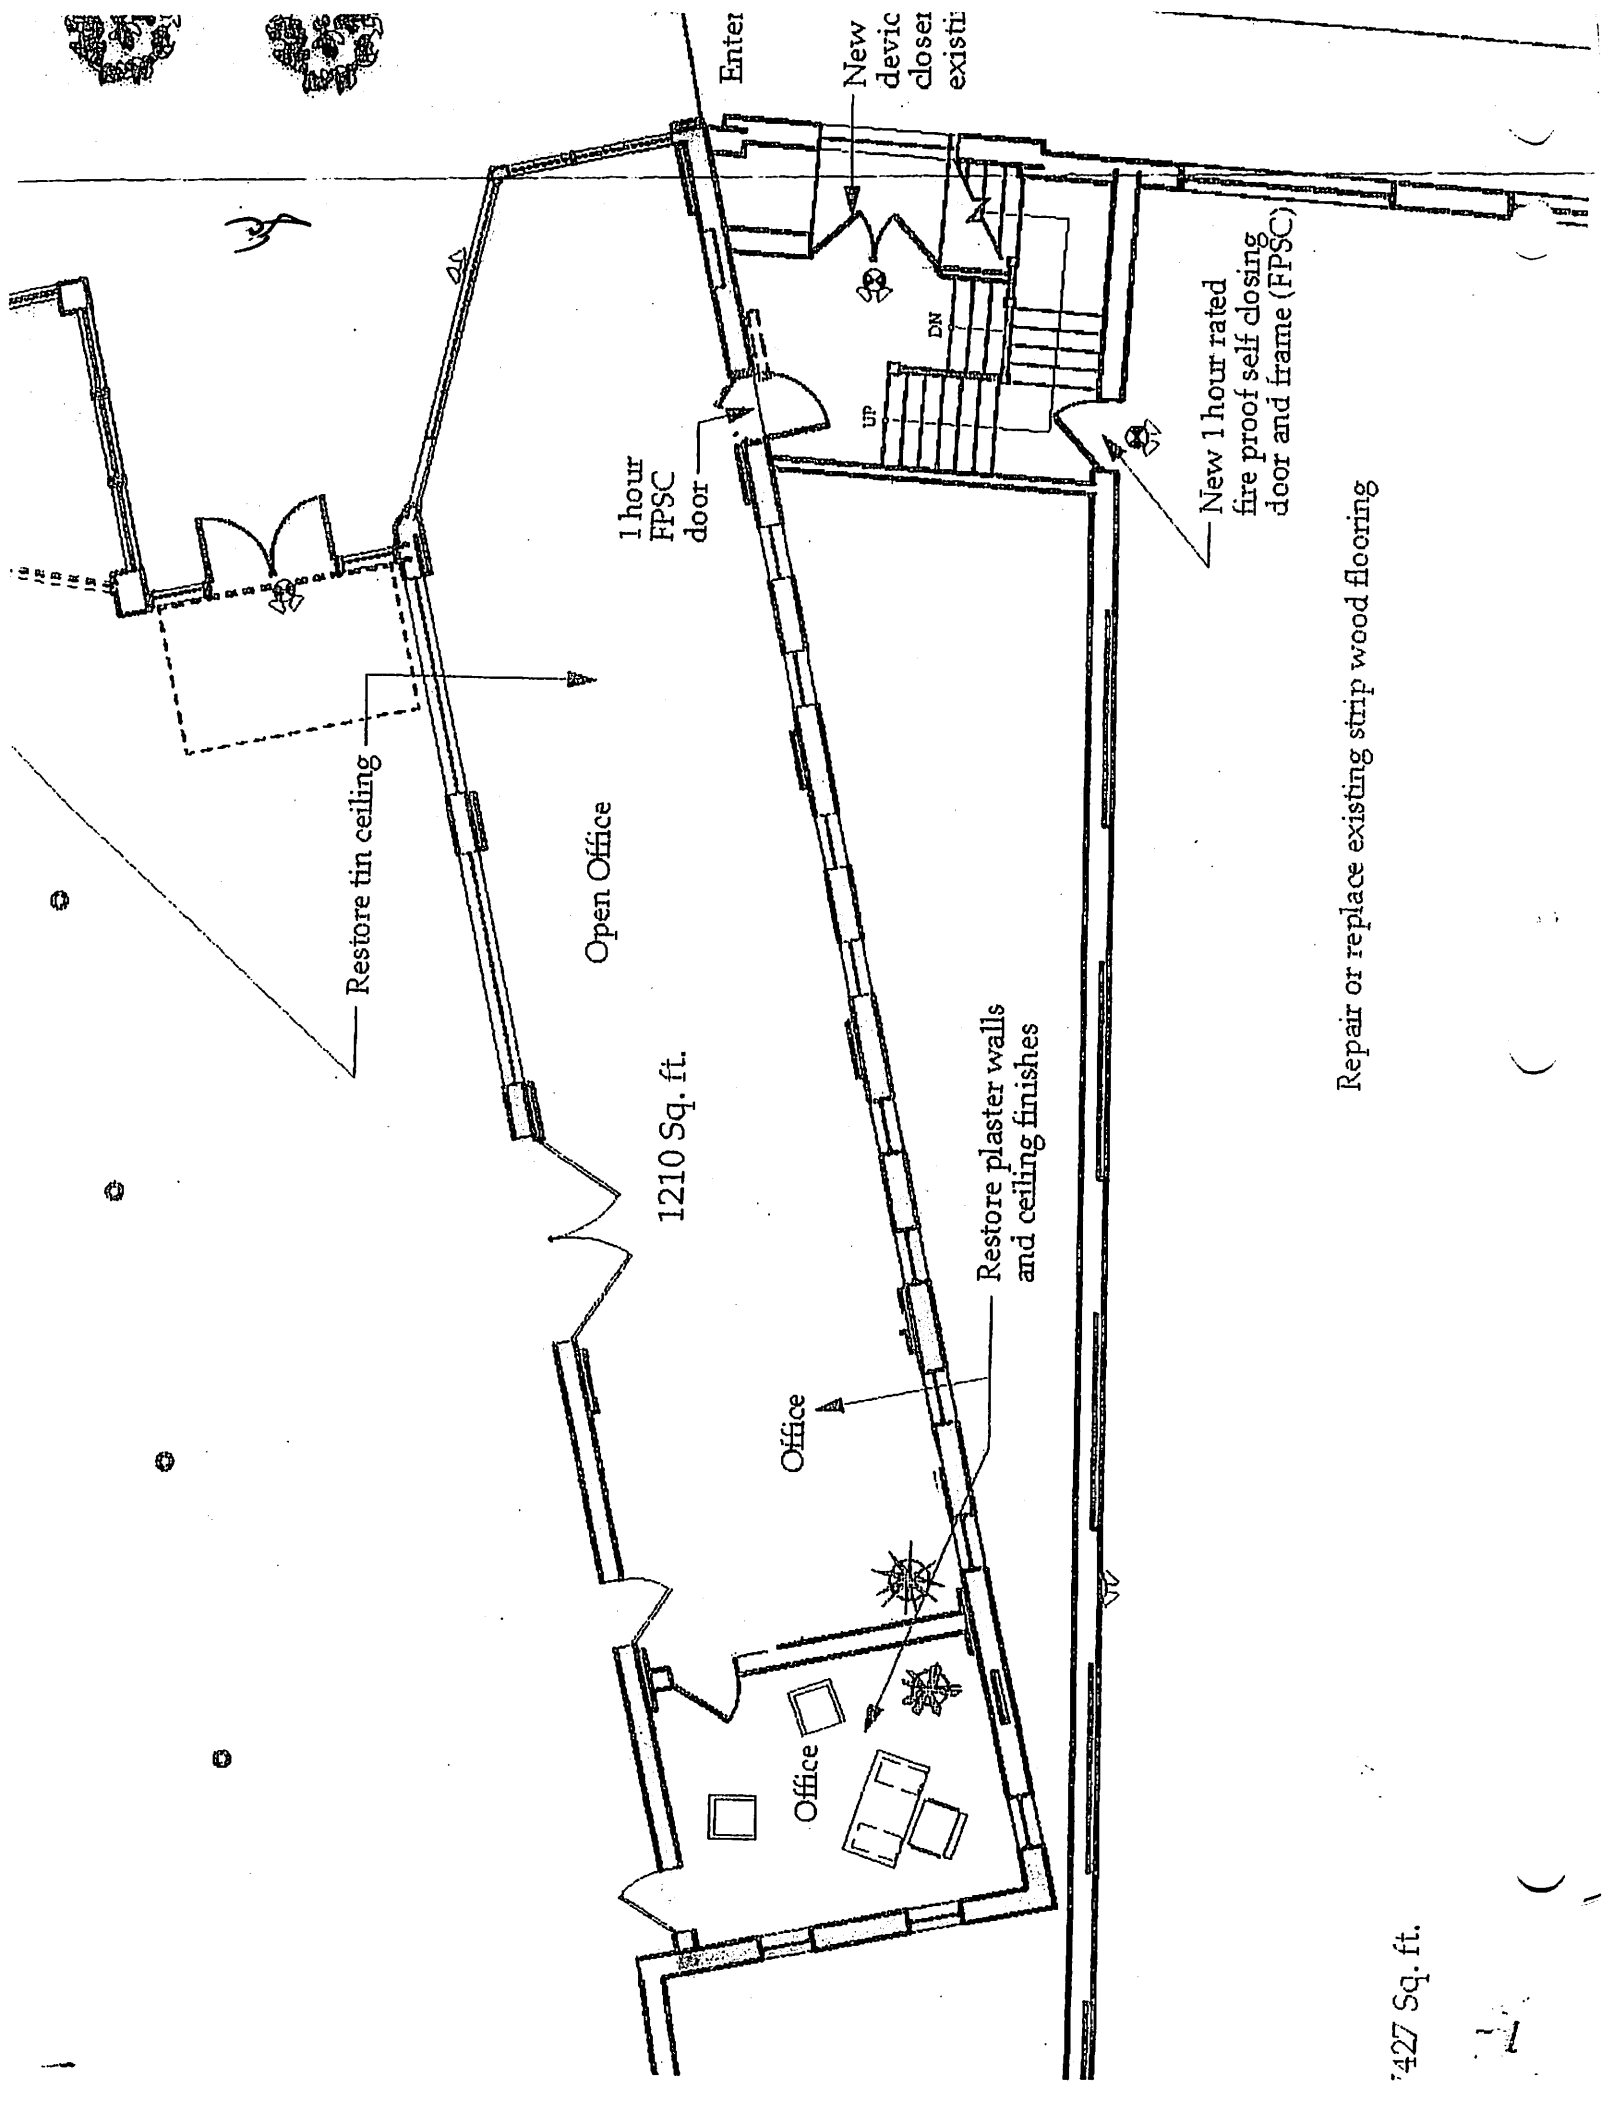 Enter
New
devic
closer
existi
Restore tin ceiling
1 hour
FPSC
door
Open Office
1210 Sq. ft.
DN
UP
New 1 hour rated
fire proof self closing
door and frame (FPSC)
Restore plaster walls
and ceiling finishes
Office
Office
Repair or replace existing strip wood flooring
427 Sq. ft.